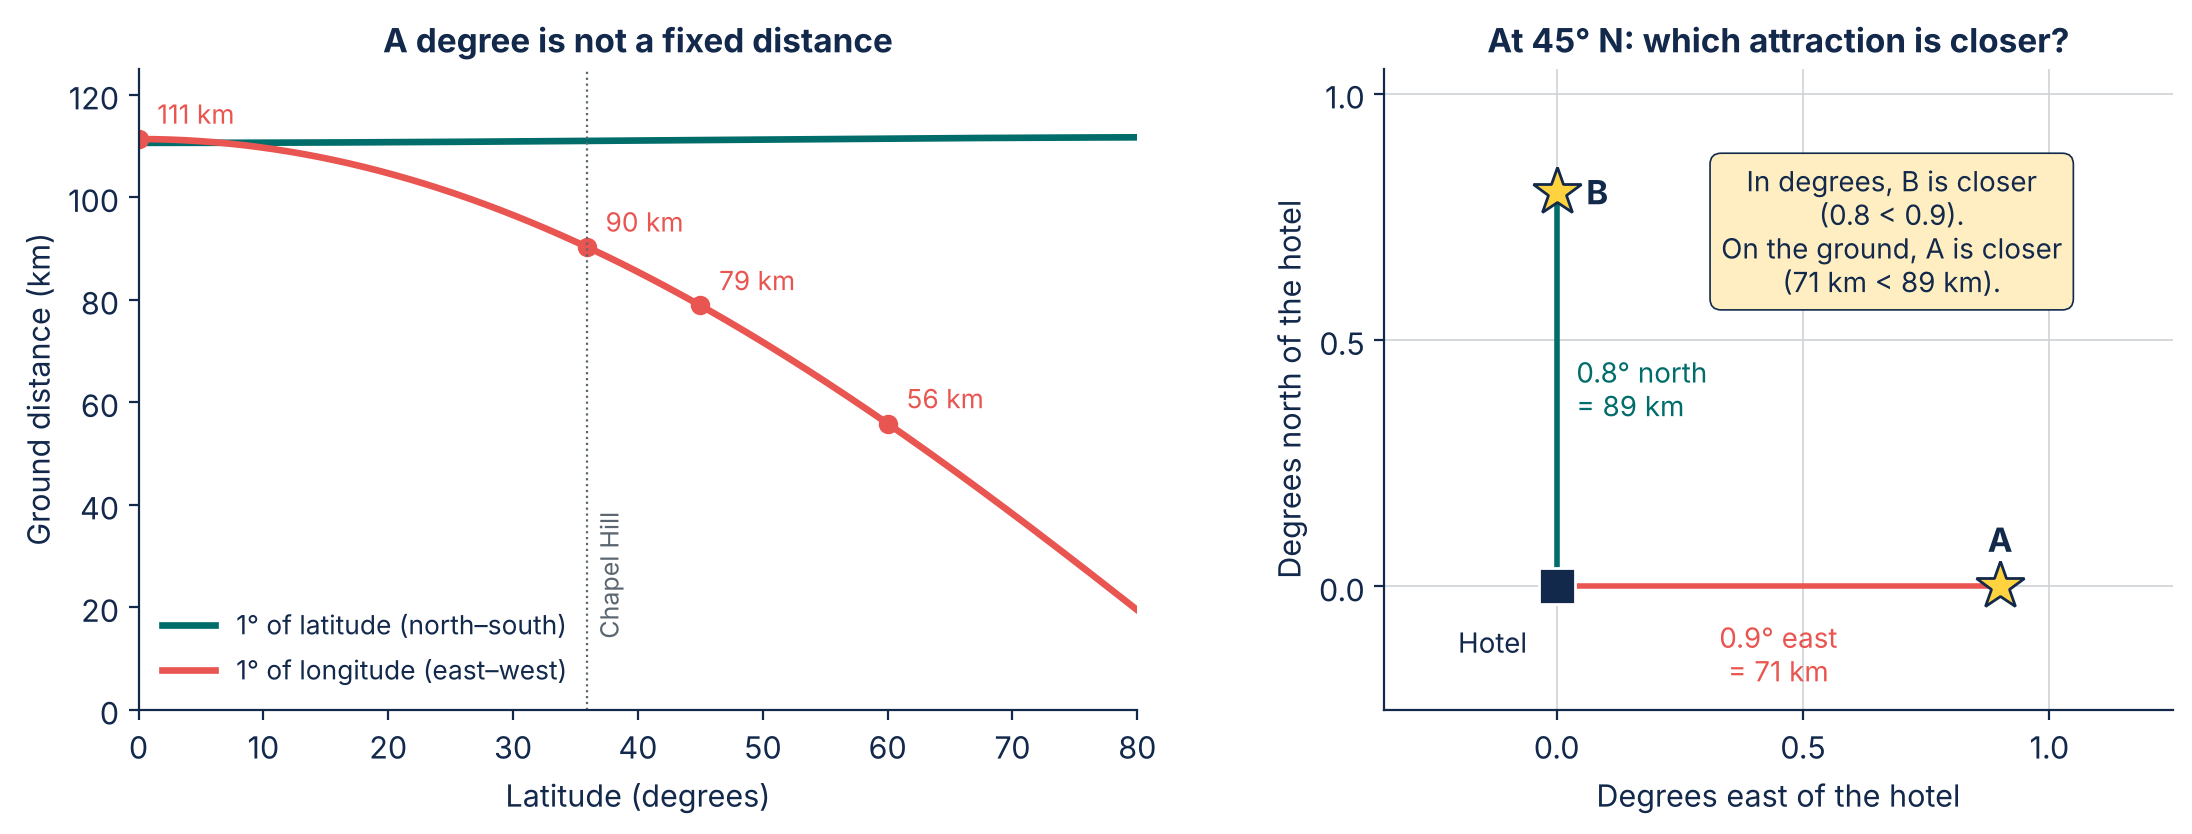 A degree is not a fixed distance
Ground distance (km)
120
100
80
60
40
20
0
111 km
90 km
79 km
56 km
Chapel Hill
1° of latitude (north–south)
1° of longitude (east–west)
0 10 20 30 40 50 60 70 80
Latitude (degrees)
At 45° N: which attraction is closer?
Degrees north of the hotel
1.0
0.5
0.0
B
In degrees, B is closer
(0.8 < 0.9).
On the ground, A is closer
(71 km < 89 km).
0.8° north
= 89 km
A
Hotel
0.9° east
= 71 km
0.0 0.5 1.0
Degrees east of the hotel